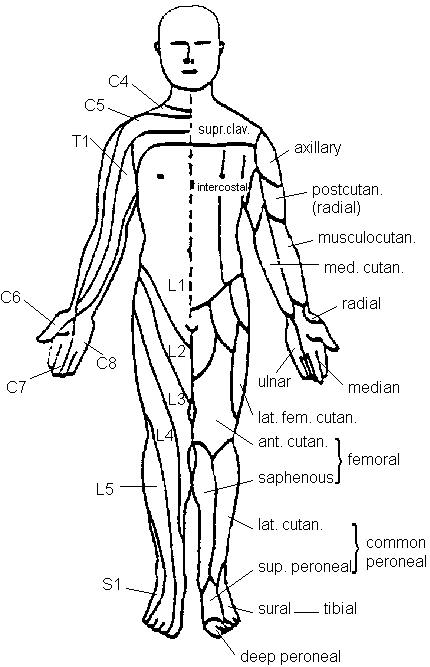 C4
C5
supr.clav.
T1
axillary
intercostal
postcutan.
(radial)
musculocutan.
med. cutan.
L1
C6
radial
L2
C8
C7
ulnar
median
L3
lat. fem. cutan.
L4
ant. cutan.
femoral
saphenous
L5
lat. cutan.
common
peroneal
sup. peroneal
S1
sural
tibial
deep peroneal